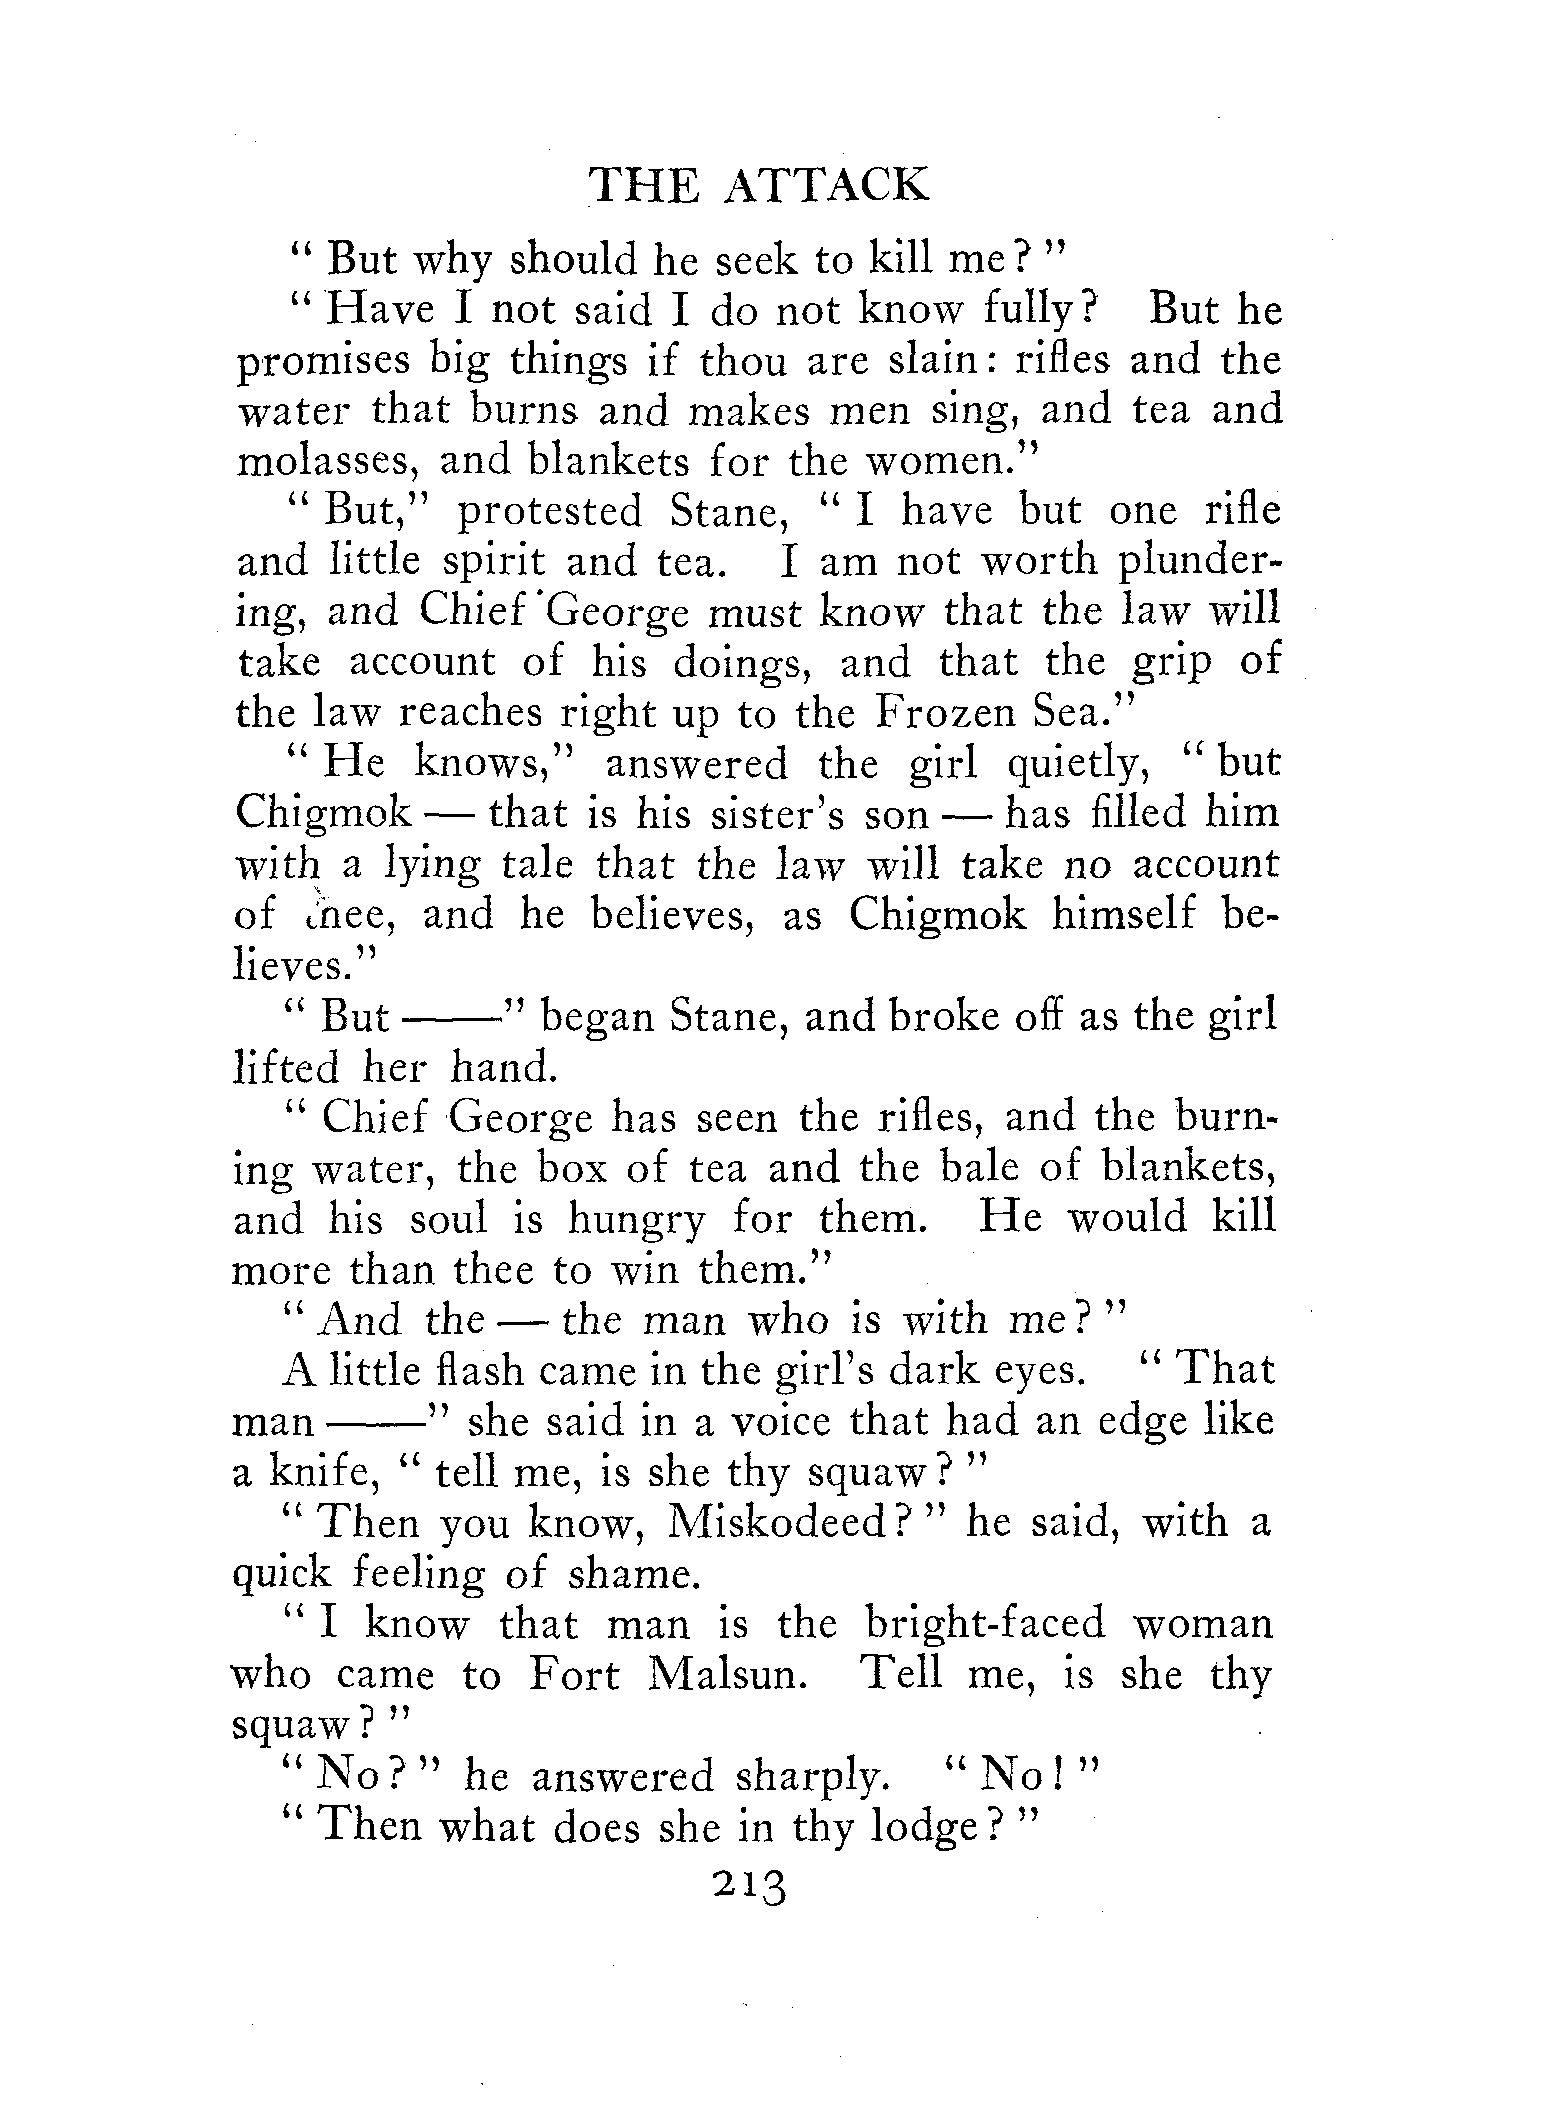 THE ATTACK
“ But why should he seek to kill me? ”
“ Have I not said I do not know fully? But he
promises big things if thou are slain: rifles and the
water that burns and makes men sing, and tea and
molasses, and blankets for the women.”
“ But,” protested Stane, “ I have but one rifle
and little spirit and tea. I am not worth plunder-
ing, and Chief George must know that the law will
take account of his doings, and that the grip of
the law reaches right up to the Frozen Sea.”
“ He knows,” answered the girl quietly, “ but
Chigmok — that is his sister’s son — has filled him
with a lying tale that the law will take no account
of thee, and he believes, as Chigmok himself be-
lieves.”
“ But ——” began Stane, and broke off as the girl
lifted her hand.
“ Chief George has seen the rifles, and the burn-
ing water, the box of tea and the bale of blankets,
and his soul is hungry for them. He would kill
more than thee to win them.”
“ And the — the man who is with me? ”
A little flash came in the girl’s dark eyes. “ That
man ——” she said in a voice that had an edge like
a knife, “ tell me, is she thy squaw? ”
“ Then you know, Miskodeed? ” he said, with a
quick feeling of shame.
“ I know that man is the bright-faced woman
who came to Fort Malsun. Tell me, is she thy
squaw? ”
“ No? ” he answered sharply. “ No! ”
“ Then what does she in thy lodge? ”
213